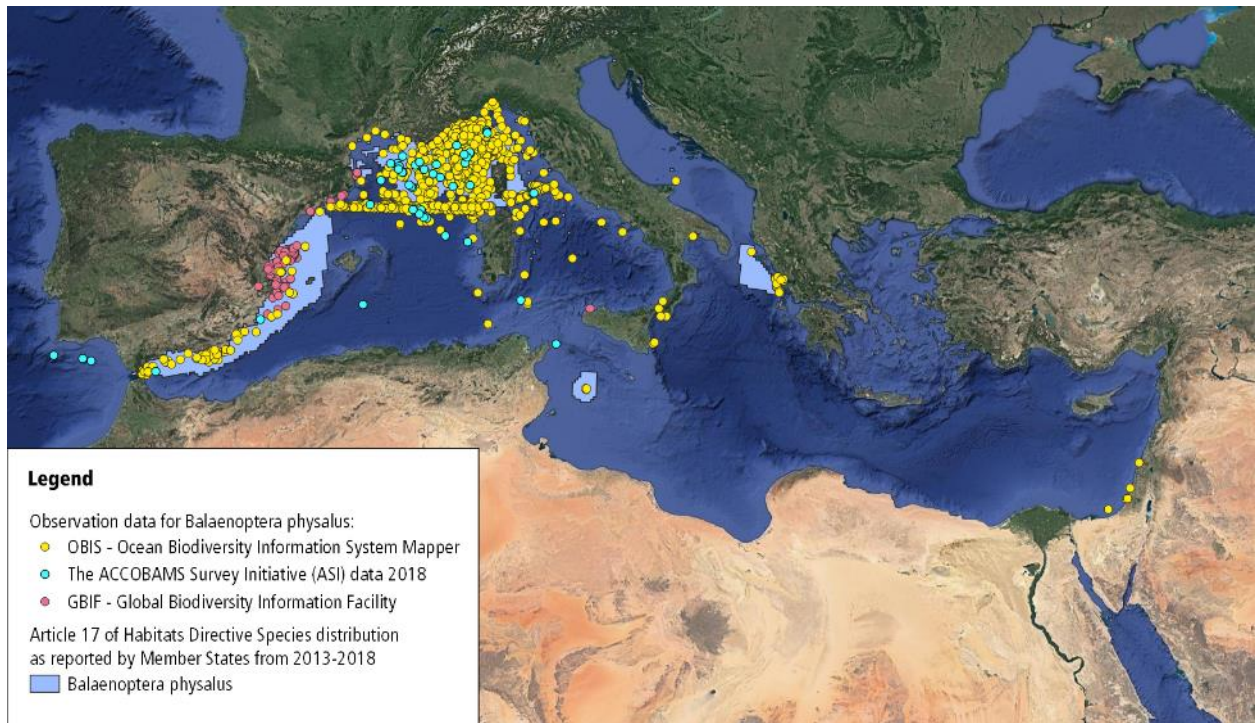 Legend
Observation data for Balaenoptera physalus:
OBIS - Ocean Biodiversity Information System Mapper
The ACCOBAMS Survey Initiative (ASI) data 2018
GBIF - Global Biodiversity Information Facility
Article 17 of Habitats Directive Species distribution
as reported by Member States from 2013-2018
Balaenoptera physalus